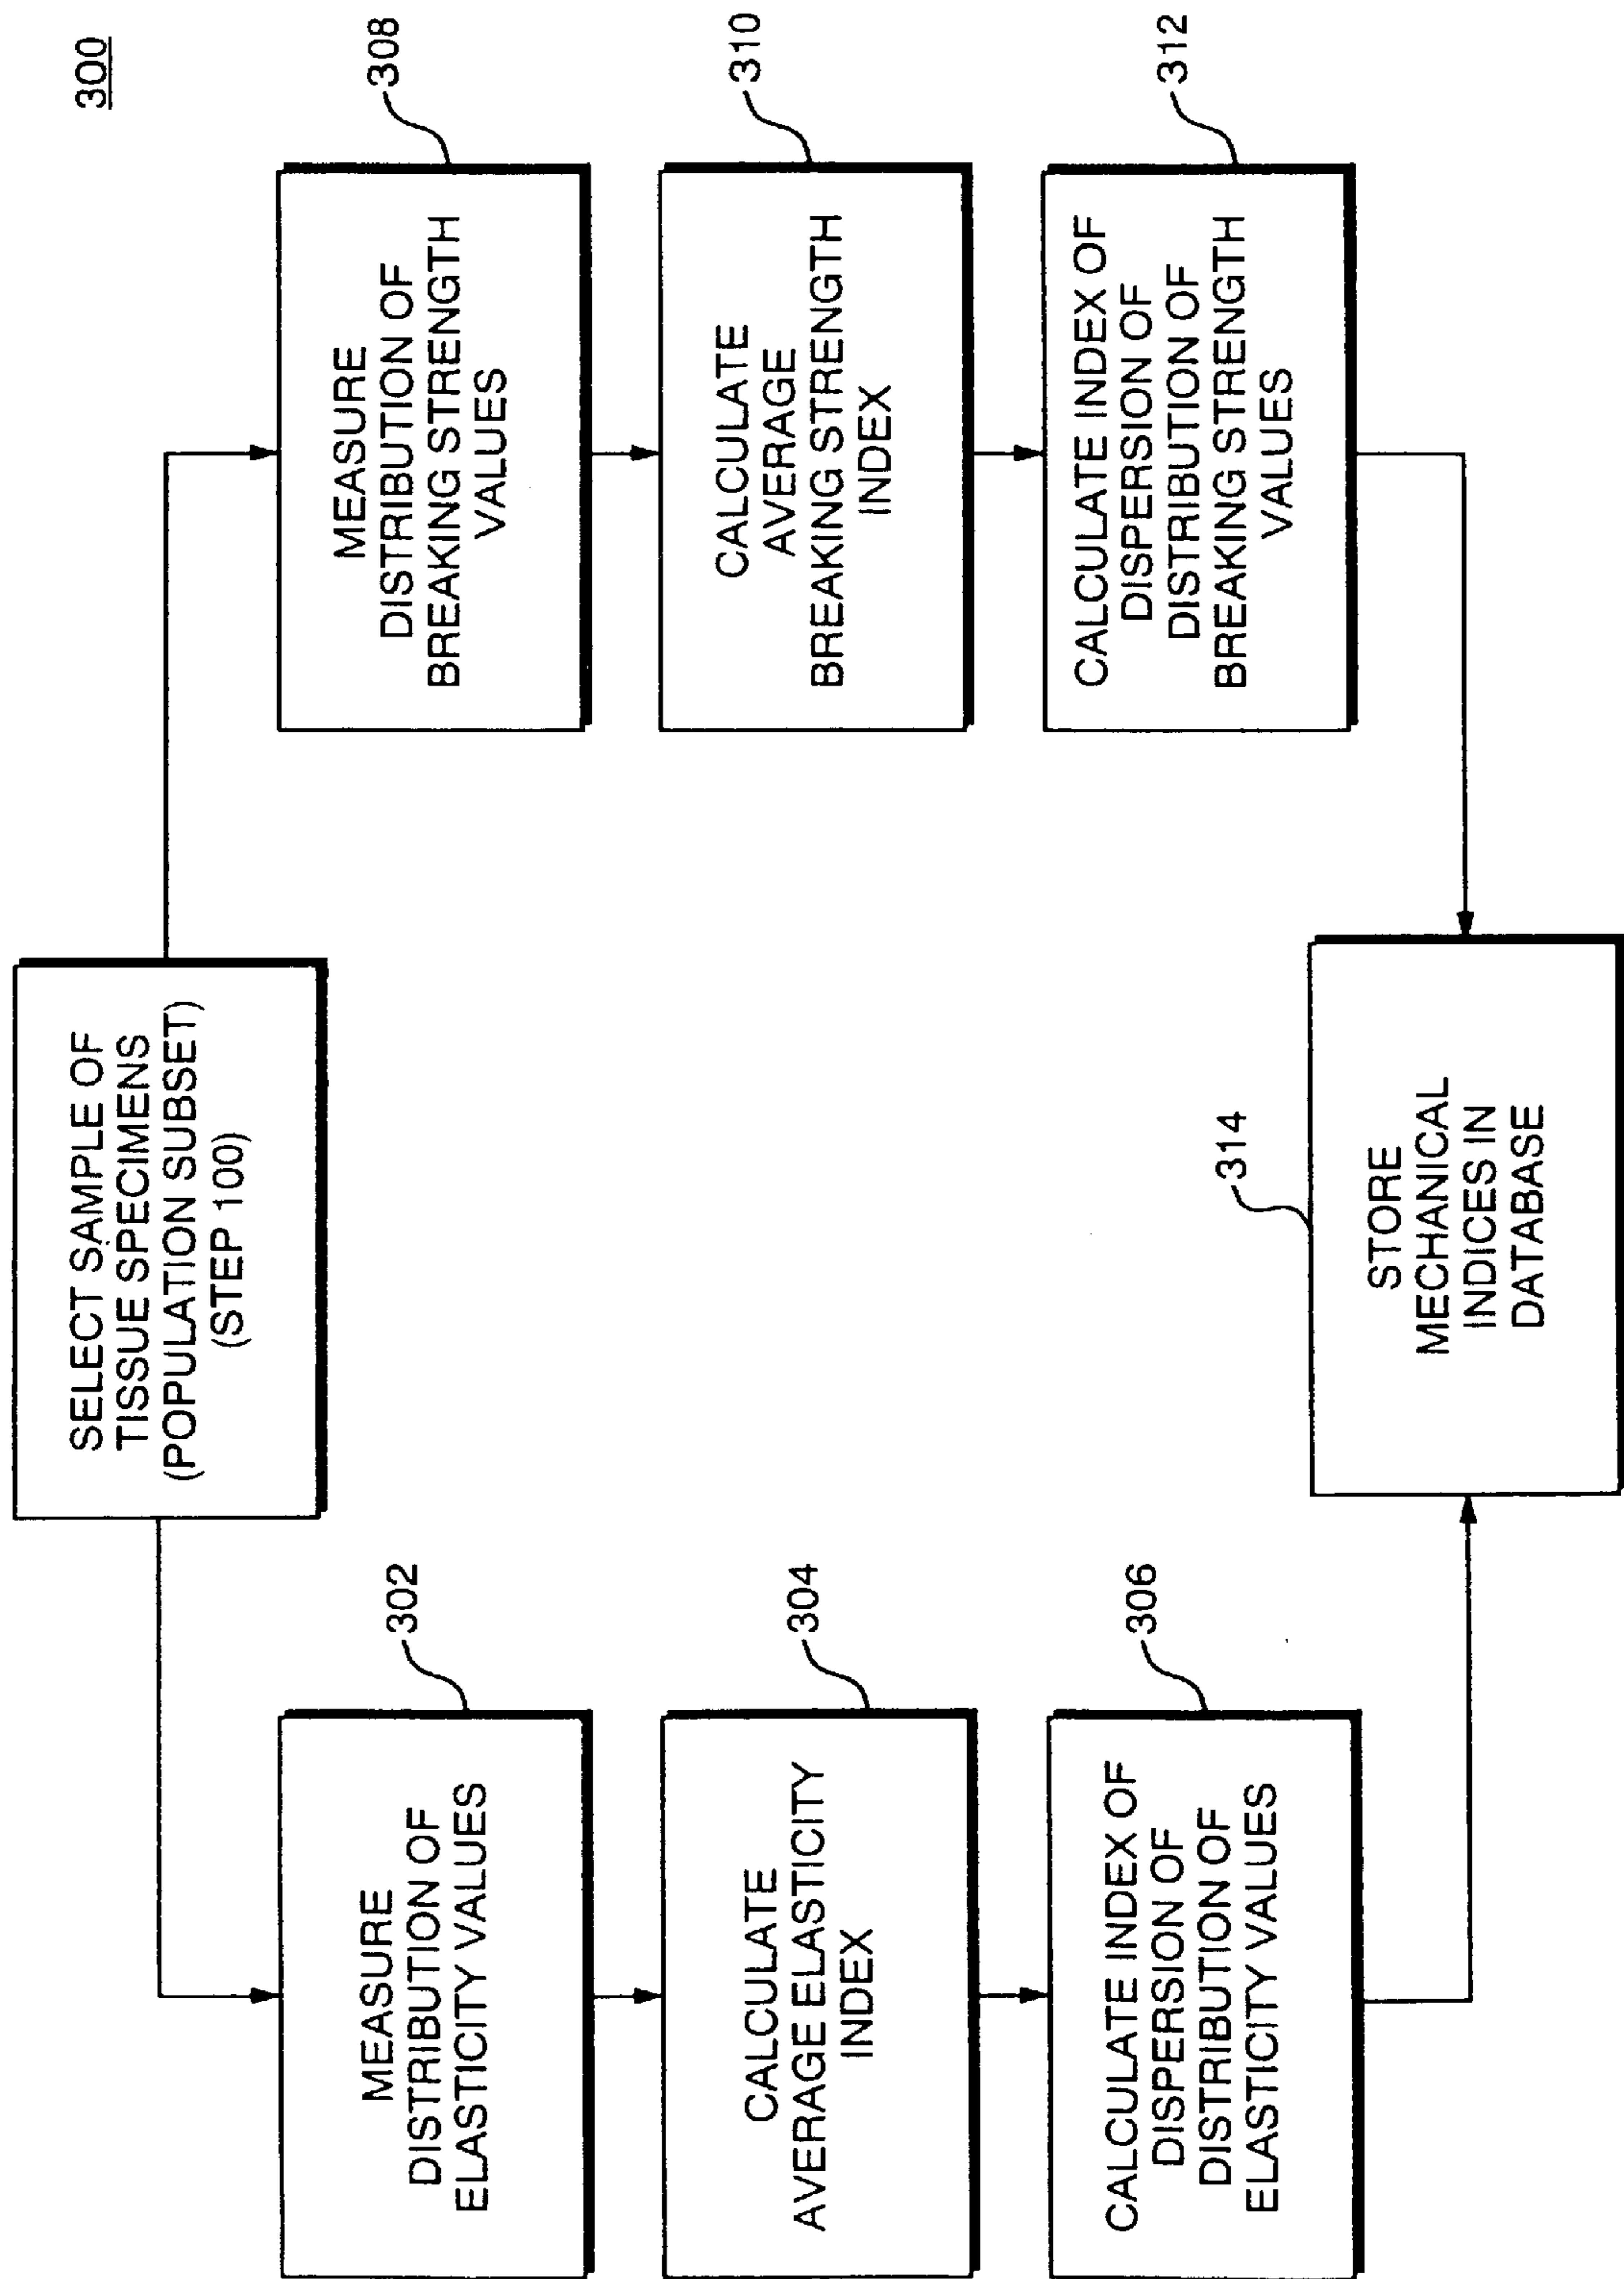 300
SELECT SAMPLE OF
TISSUE SPECIMENS
(POPULATION SUBSET)
(STEP 100)
302
MEASURE
DISTRIBUTION OF
ELASTICITY VALUES
304
CALCULATE
AVERAGE ELASTICITY
INDEX
306
CALCULATE INDEX OF
DISPERSION OF
DISTRIBUTION OF
ELASTICITY VALUES
308
MEASURE
DISTRIBUTION OF
BREAKING STRENGTH
VALUES
310
CALCULATE
AVERAGE
BREAKING STRENGTH
INDEX
312
CALCULATE INDEX OF
DISPERSION OF
DISTRIBUTION OF
BREAKING STRENGTH
VALUES
314
STORE
MECHANICAL
INDICES IN
DATABASE